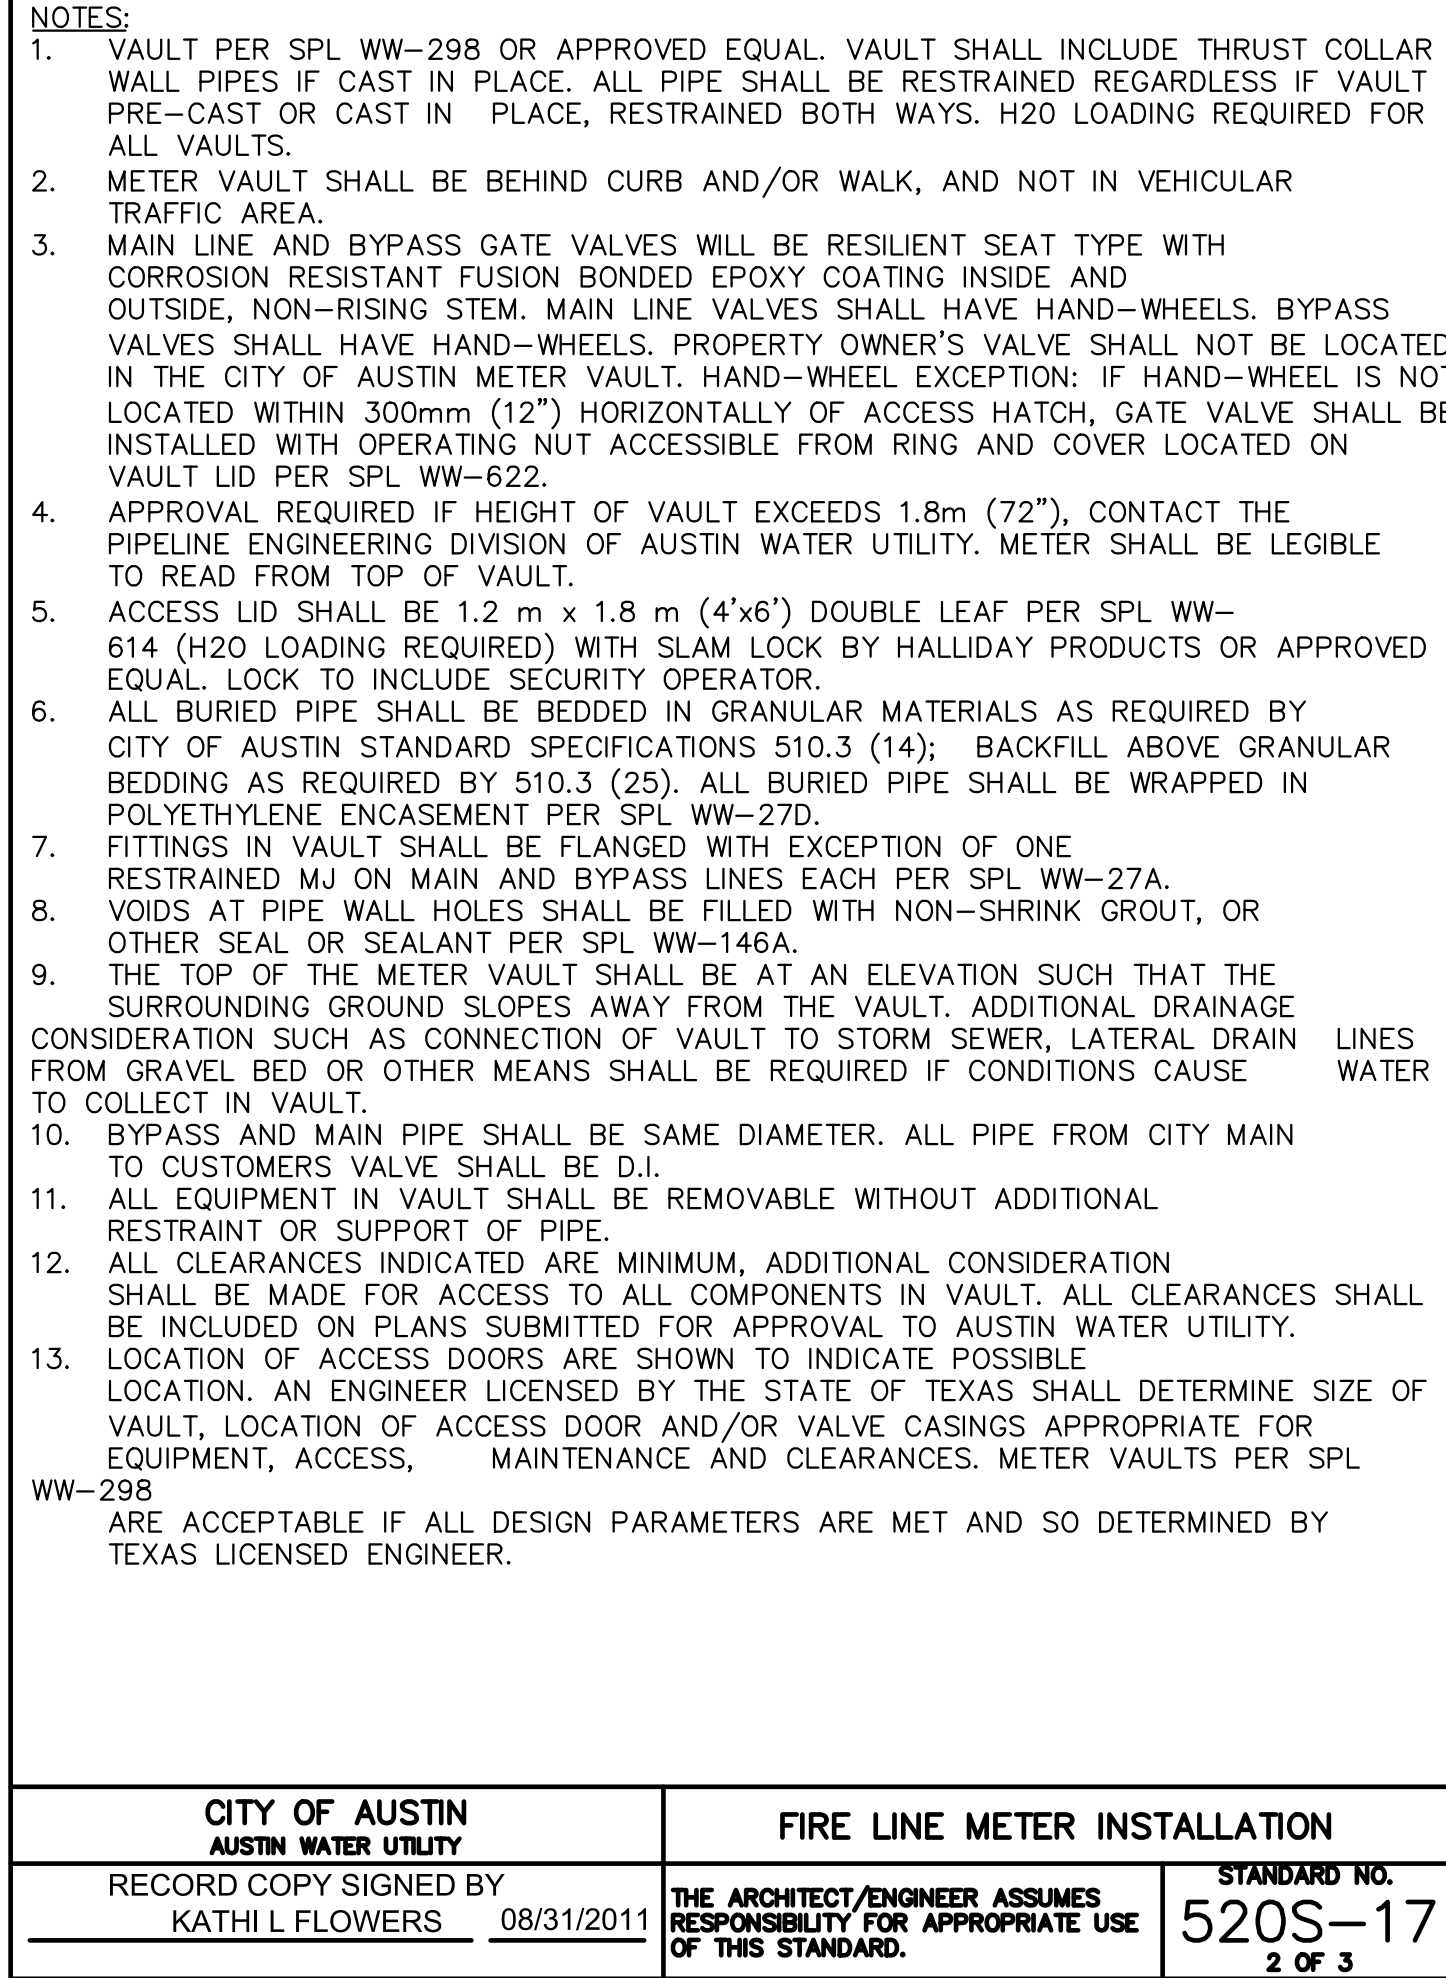 NOTES:
1. VAULT PER SPL WW-298 OR APPROVED EQUAL. VAULT SHALL INCLUDE THRUST COLLAR
WALL PIPES IF CAST IN PLACE. ALL PIPE SHALL BE RESTRAINED REGARDLESS IF VAULT
PRE-CAST OR CAST IN PLACE, RESTRAINED BOTH WAYS. H20 LOADING REQUIRED FOR
ALL VAULTS.
2. METER VAULT SHALL BE BEHIND CURB AND/OR WALK, AND NOT IN VEHICULAR
TRAFFIC AREA.
3. MAIN LINE AND BYPASS GATE VALVES WILL BE RESILIENT SEAT TYPE WITH
CORROSION RESISTANT FUSION BONDED EPOXY COATING INSIDE AND
OUTSIDE, NON-RISING STEM. MAIN LINE VALVES SHALL HAVE HAND-WHEELS. BYPASS
VALVES SHALL HAVE HAND-WHEELS. PROPERTY OWNER'S VALVE SHALL NOT BE LOCATED
IN THE CITY OF AUSTIN METER VAULT. HAND-WHEEL EXCEPTION: IF HAND-WHEEL IS NOT
LOCATED WITHIN 300mm (12") HORIZONTALLY OF ACCESS HATCH, GATE VALVE SHALL BE
INSTALLED WITH OPERATING NUT ACCESSIBLE FROM RING AND COVER LOCATED ON
VAULT LID PER SPL WW-622.
4. APPROVAL REQUIRED IF HEIGHT OF VAULT EXCEEDS 1.8m (72"), CONTACT THE
PIPELINE ENGINEERING DIVISION OF AUSTIN WATER UTILITY. METER SHALL BE LEGIBLE
TO READ FROM TOP OF VAULT.
5. ACCESS LID SHALL BE 1.2 m x 1.8 m (4'x6') DOUBLE LEAF PER SPL WW-
614 (H2O LOADING REQUIRED) WITH SLAM LOCK BY HALLIDAY PRODUCTS OR APPROVED
EQUAL. LOCK TO INCLUDE SECURITY OPERATOR.
6. ALL BURIED PIPE SHALL BE BEDDED IN GRANULAR MATERIALS AS REQUIRED BY
CITY OF AUSTIN STANDARD SPECIFICATIONS 510.3 (14); BACKFILL ABOVE GRANULAR
BEDDING AS REQUIRED BY 510.3 (25). ALL BURIED PIPE SHALL BE WRAPPED IN
POLYETHYLENE ENCASEMENT PER SPL WW-27D.
7. FITTINGS IN VAULT SHALL BE FLANGED WITH EXCEPTION OF ONE
RESTRAINED MJ ON MAIN AND BYPASS LINES EACH PER SPL WW-27A.
8. VOIDS AT PIPE WALL HOLES SHALL BE FILLED WITH NON-SHRINK GROUT, OR
OTHER SEAL OR SEALANT PER SPL WW-146A.
9. THE TOP OF THE METER VAULT SHALL BE AT AN ELEVATION SUCH THAT THE
SURROUNDING GROUND SLOPES AWAY FROM THE VAULT. ADDITIONAL DRAINAGE
CONSIDERATION SUCH AS CONNECTION OF VAULT TO STORM SEWER, LATERAL DRAIN LINES
FROM GRAVEL BED OR OTHER MEANS SHALL BE REQUIRED IF CONDITIONS CAUSE WATER
TO COLLECT IN VAULT.
10. BYPASS AND MAIN PIPE SHALL BE SAME DIAMETER. ALL PIPE FROM CITY MAIN
TO CUSTOMERS VALVE SHALL BE D.I.
11. ALL EQUIPMENT IN VAULT SHALL BE REMOVABLE WITHOUT ADDITIONAL
RESTRAINT OR SUPPORT OF PIPE.
12. ALL CLEARANCES INDICATED ARE MINIMUM, ADDITIONAL CONSIDERATION
SHALL BE MADE FOR ACCESS TO ALL COMPONENTS IN VAULT. ALL CLEARANCES SHALL
BE INCLUDED ON PLANS SUBMITTED FOR APPROVAL TO AUSTIN WATER UTILITY.
13. LOCATION OF ACCESS DOORS ARE SHOWN TO INDICATE POSSIBLE
LOCATION. AN ENGINEER LICENSED BY THE STATE OF TEXAS SHALL DETERMINE SIZE OF
VAULT, LOCATION OF ACCESS DOOR AND/OR VALVE CASINGS APPROPRIATE FOR
EQUIPMENT, ACCESS, MAINTENANCE AND CLEARANCES. METER VAULTS PER SPL
WW-298
ARE ACCEPTABLE IF ALL DESIGN PARAMETERS ARE MET AND SO DETERMINED BY
TEXAS LICENSED ENGINEER.
CITY OF AUSTIN
AUSTIN WATER UTILITY
FIRE LINE METER INSTALLATION
RECORD COPY SIGNED BY
KATHI L FLOWERS 08/31/2011
THE ARCHITECT/ENGINEER ASSUMES
RESPONSIBILITY FOR APPROPRIATE USE
OF THIS STANDARD.
STANDARD NO.
520S-17
2 OF 3